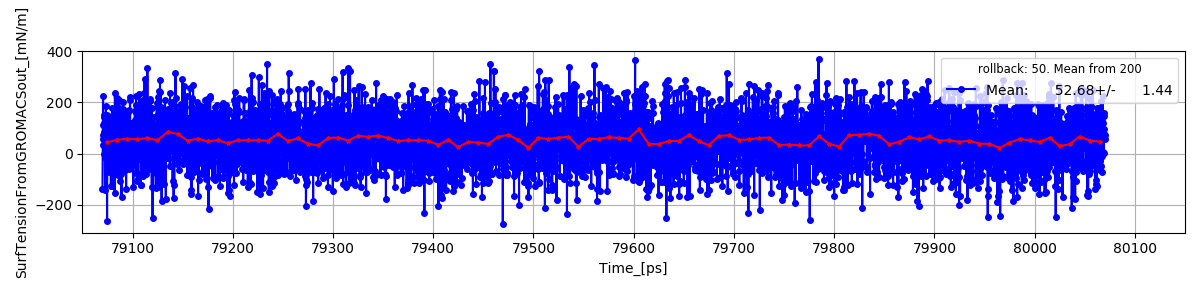 SurfTensionFromGROMACSout_[mN/m]
400
200
0
−200
rollback: 50. Mean from 200
Mean: 52.68+/- 1.44
79100 79200 79300 79400 79500 79600 79700 79800 79900 80000 80100
Time_[ps]